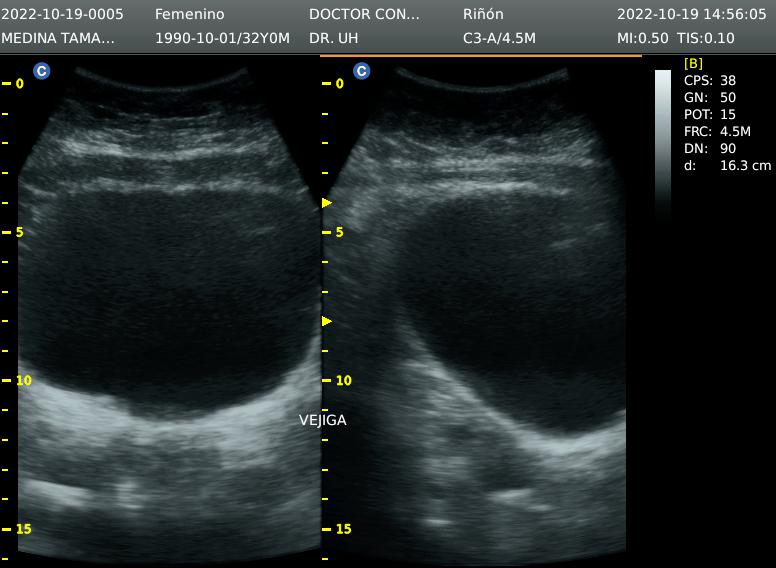 2022-10-19-0005 Femenino DOCTOR CON... Riñón 2022-10-19 14:56:05
MEDINA TAMA... 1990-10-01/32Y0M DR. UH C3-A/4.5M MI:0.50 TIS:0.10
C C [B]
0 0 CPS: 38
GN: 50
POT: 15
FRC: 4.5M
DN: 90
d: 16.3 cm
5 5
10 10
VEJIGA
15 15